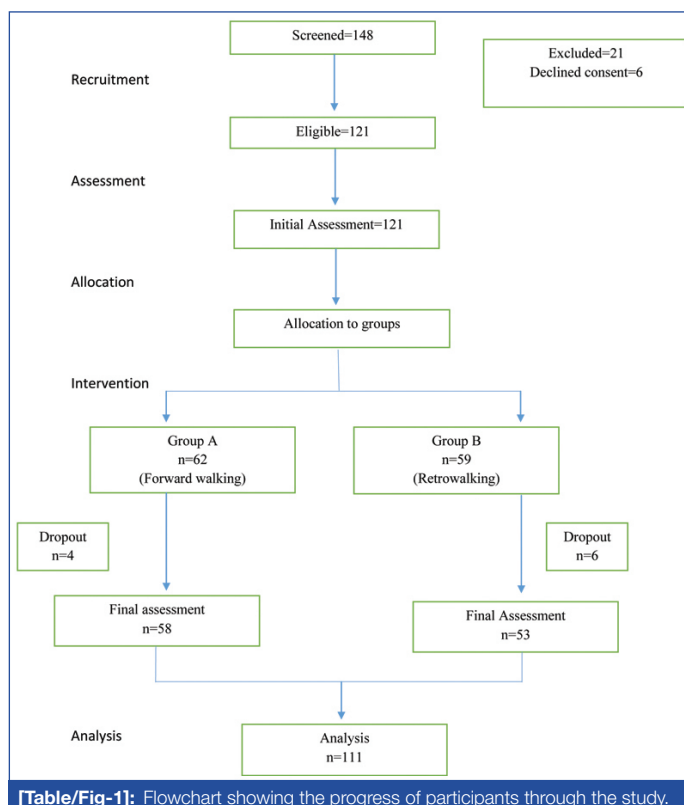 Screened=148
Excluded=21
Declined consent=6
Recruitment
Eligible=121
Assessment
Initial Assessment=121
Allocation
Allocation to groups
Intervention
Group A
n=62
(Forward walking)
Group B
n=59
(Retrowalking)
Dropout
n=4
Dropout
n=6
Final assessment
n=58
Final Assessment
n=53
Analysis
Analysis
n=111
[Table/Fig-1]: Flowchart showing the progress of participants through the study.